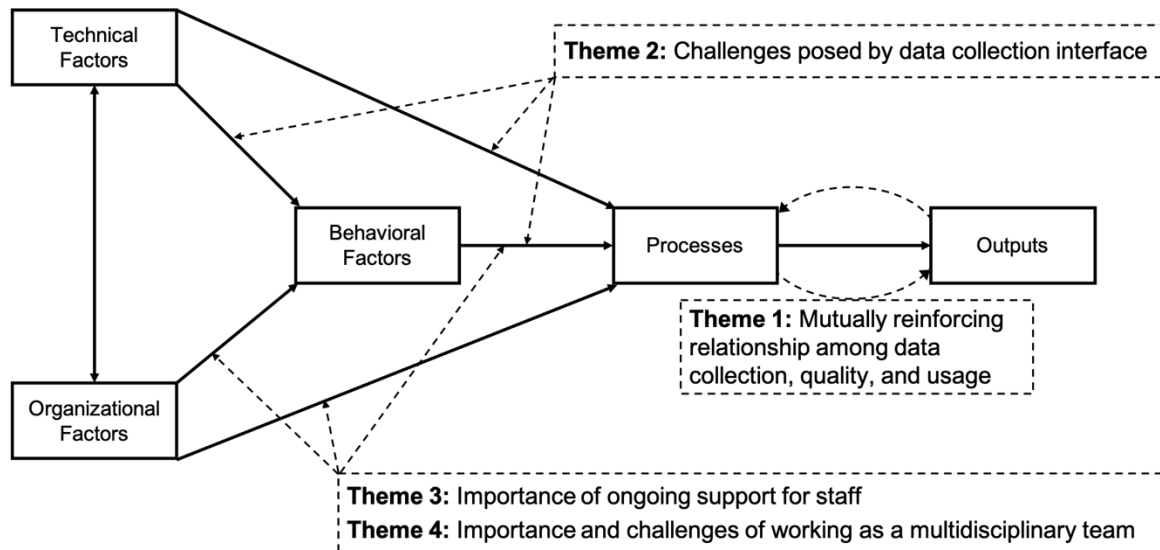 Technical
Factors
Theme 2: Challenges posed by data collection interface
Behavioral
Factors
Processes
Outputs
Theme 1: Mutually reinforcing
relationship among data
collection, quality, and usage
Organizational
Factors
Theme 3: Importance of ongoing support for staff
Theme 4: Importance and challenges of working as a multidisciplinary team